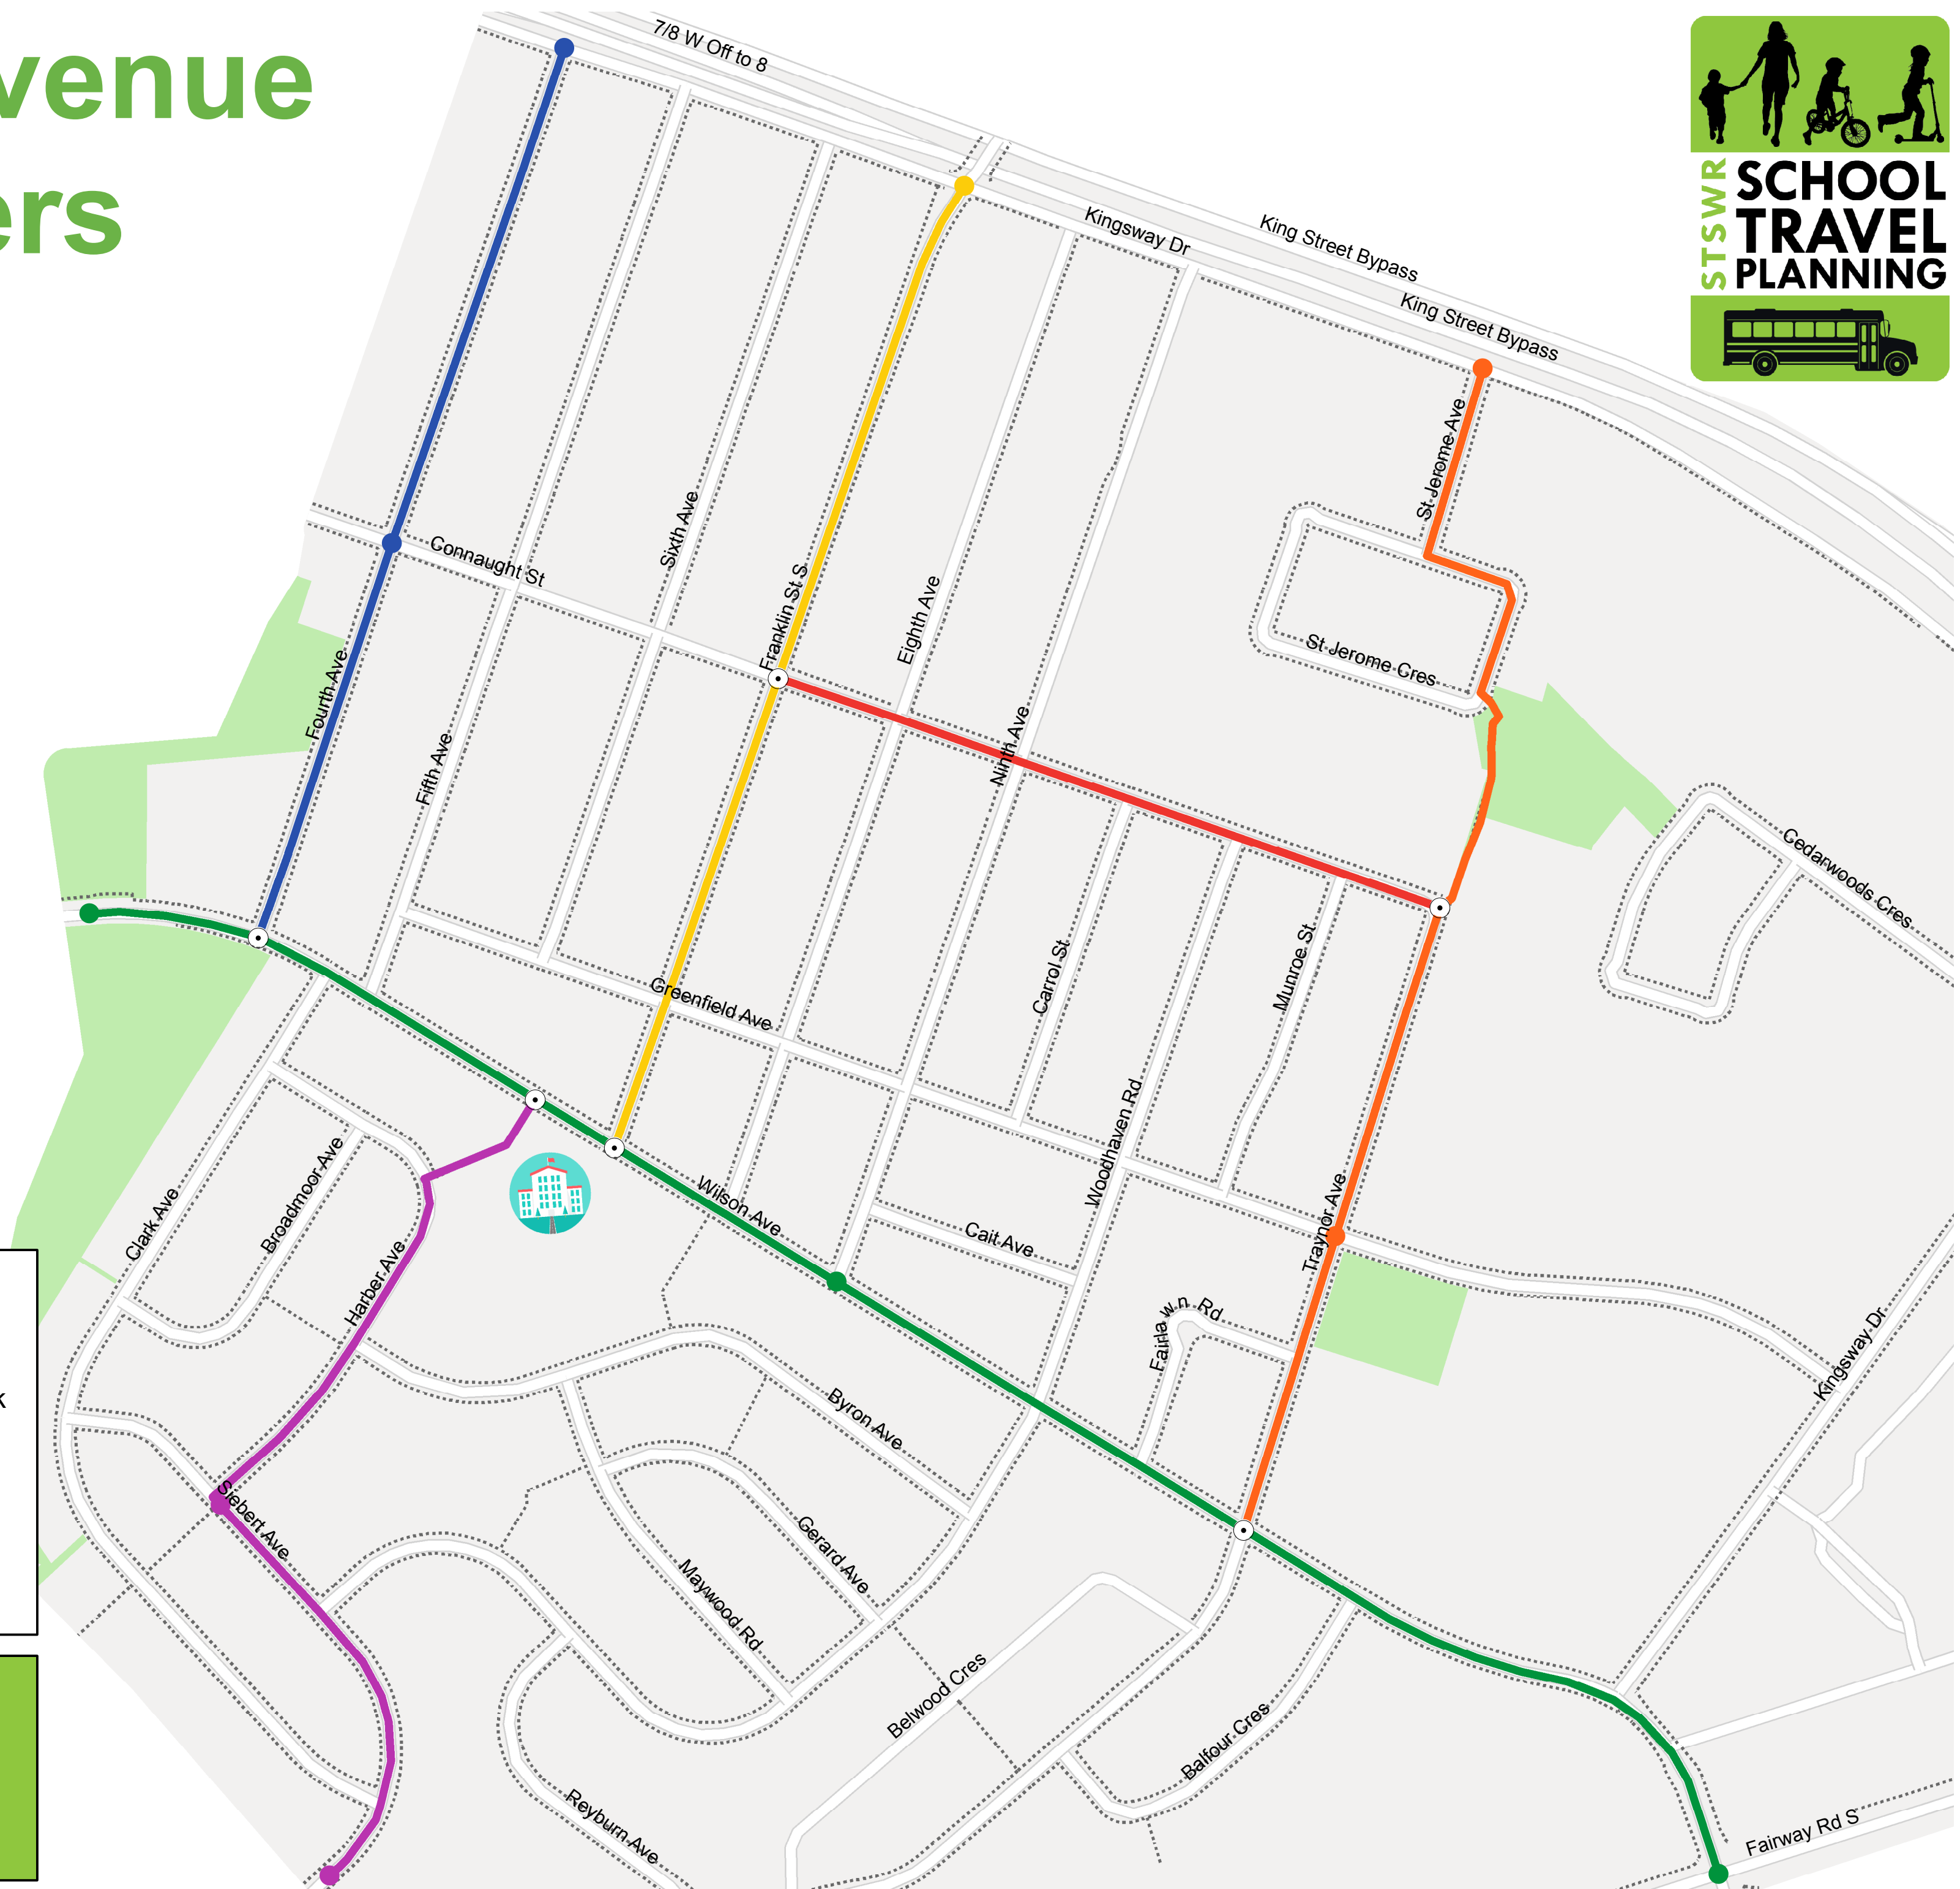 venue
ers
7/8 W Off to 8
Kingsway Dr
King Street Bypass
King Street Bypass
STSWR
SCHOOL
TRAVEL
PLANNING
St Jerome Ave
Connaught St
Sixth Ave
Franklin St S
Eighth Ave
St Jerome Cres
Fourth Ave
Fifth Ave
Ninth Ave
Cedarwoods Cres
Greenfield Ave
Carrol St
Munroe St
Woodhaven Rd
Clark Ave
Broadmoor Ave
Harber Ave
Wilson Ave
Cait Ave
Traynor Ave
Fairlawn Rd
Kingsway Dr
k
Byron Ave
Siebert Ave
Gerard Ave
Maywood Rd
Belwood Cres
Balfour Cres
Reyburn Ave
Fairway Rd S